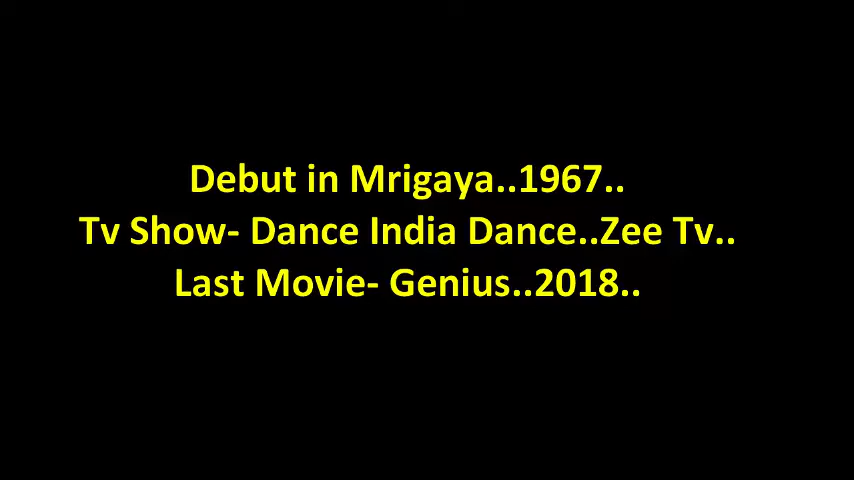 Debut in Mrigaya..1967..
Tv Show- Dance India Dance..Zee Tv..
Last Movie- Genius..2018..